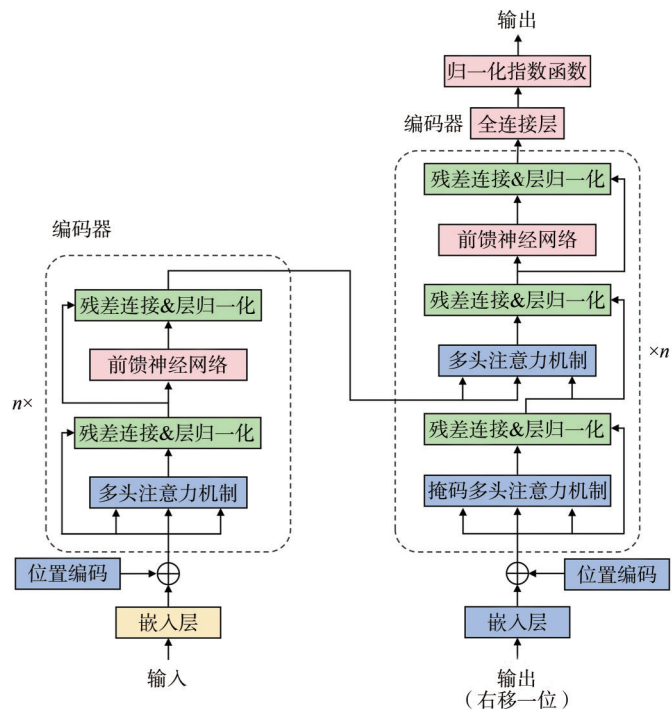 输出
归一化指数函数
编码器
全连接层
残差连接&层归一化
前馈神经网络
残差连接&层归一化
多头注意力机制
×n
残差连接&层归一化
掩码多头注意力机制
位置编码
嵌入层
输出
（右移一位）
编码器
残差连接&层归一化
前馈神经网络
n×
残差连接&层归一化
多头注意力机制
位置编码
嵌入层
输入